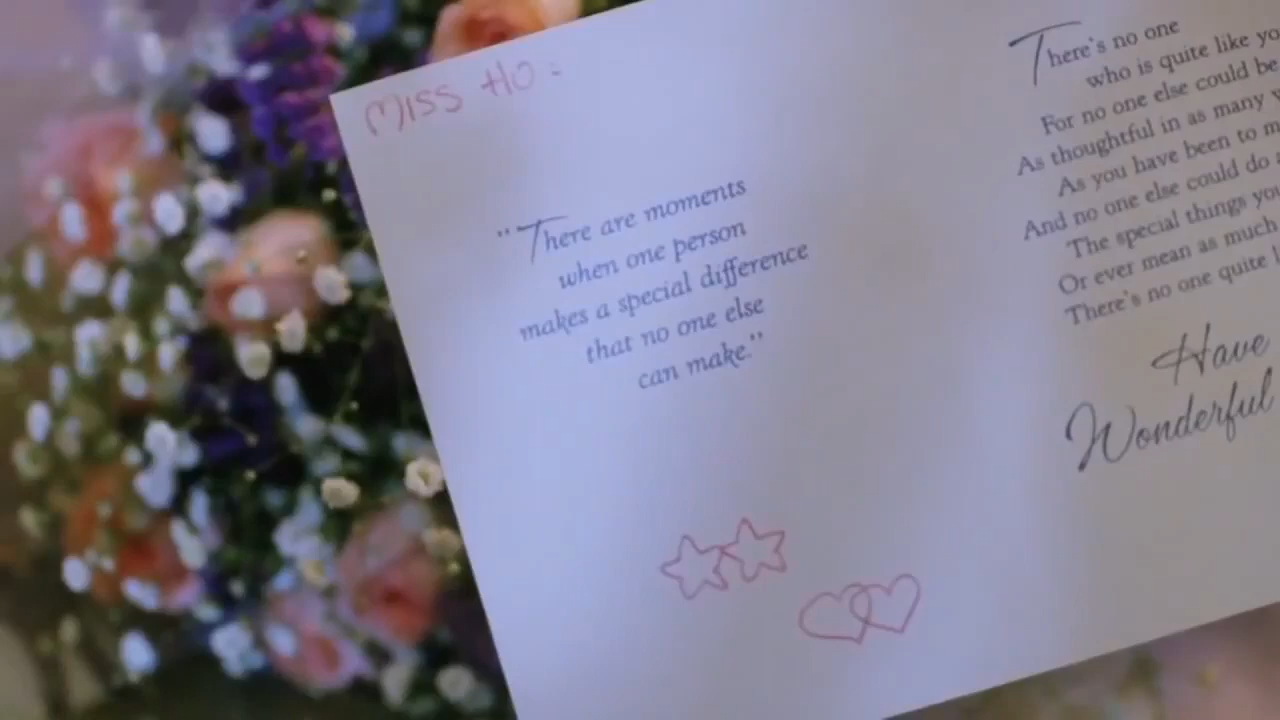 MISS HO:
"There are moments
when one person
makes a special difference
that no one else
can make."
There's no one
who is quite like
For no one else could be
As thoughtful in as many
As you have been to
And no one else could do
The special things
Or ever mean as much
There's no one quite
Have
Wonderful